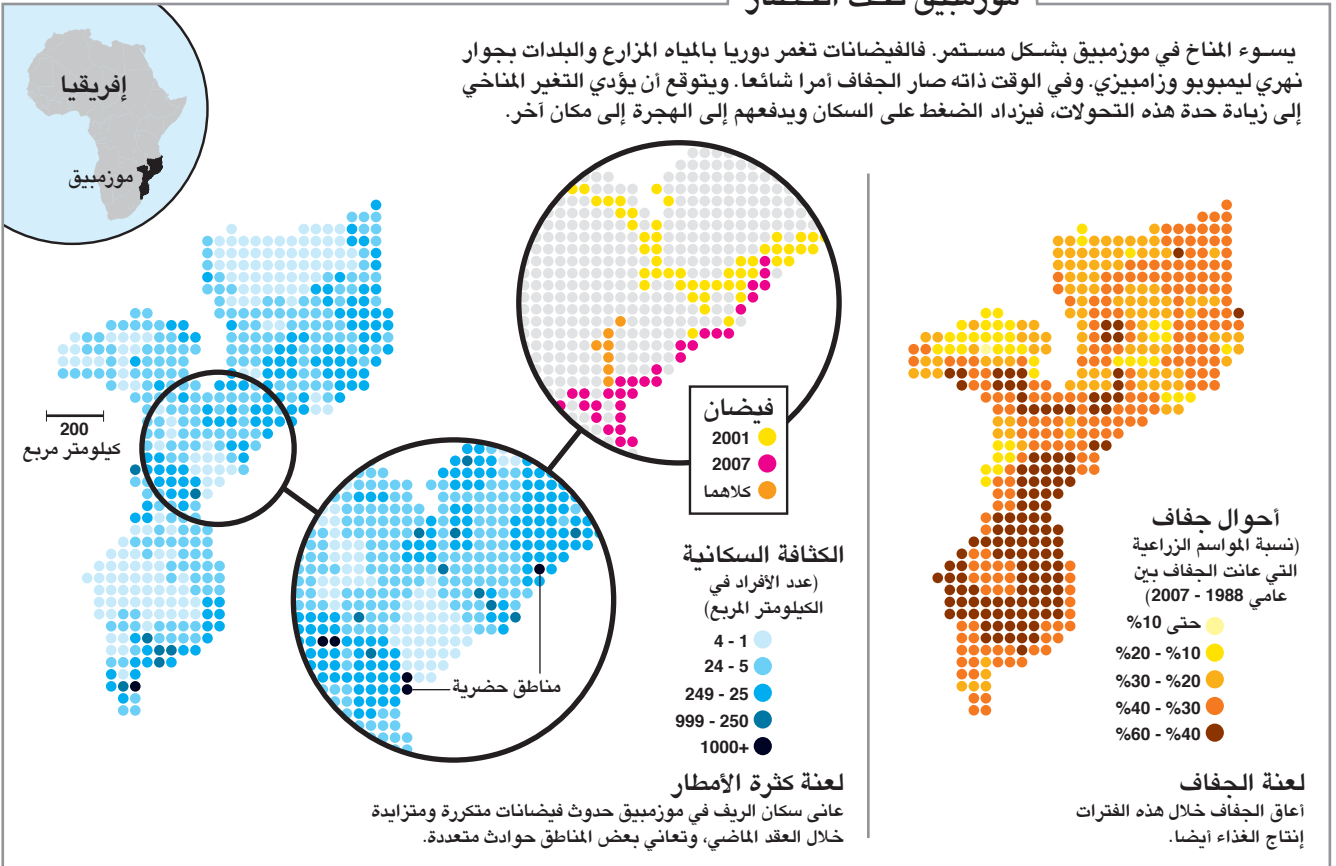 يسوء المناخ في موزمبيق بشكل مستمر. فالفيضانات تغمر دوريا بالمياه المزارع والبلدات بجوار
نهري ليمبوبو وزامبيزي. وفي الوقت ذاته صار الجفاف أمرا شائعا. ويتوقع أن يؤدي التغير المناخي
إلى زيادة حدة هذه التحولات، فيزداد الضغط على السكان ويدفعهم إلى الهجرة إلى مكان آخر.
إفريقيا
موزمبيق
200
كيلومتر مربع
فيضان
2001
2007
كلاهما
الكثافة السكانية
(عدد الأفراد في
الكيلومتر المربع)
4 - 1
24 - 5
249 - 25
999 - 250
1000+
مناطق حضرية
لعنة كثرة الأمطار
عانى سكان الريف في موزمبيق حدوث فيضانات متكررة ومتزايدة
خلال العقد الماضي، وتعاني بعض المناطق حوادث متعددة.
أحوال جفاف
(نسبة المواسم الزراعية
التي عانت الجفاف بين
عامي 1988 - 2007)
حتى 10%
%20 - %10
%30 - %20
%40 - %30
%60 - %40
لعنة الجفاف
أعاق الجفاف خلال هذه الفترات
إنتاج الغذاء أيضا.